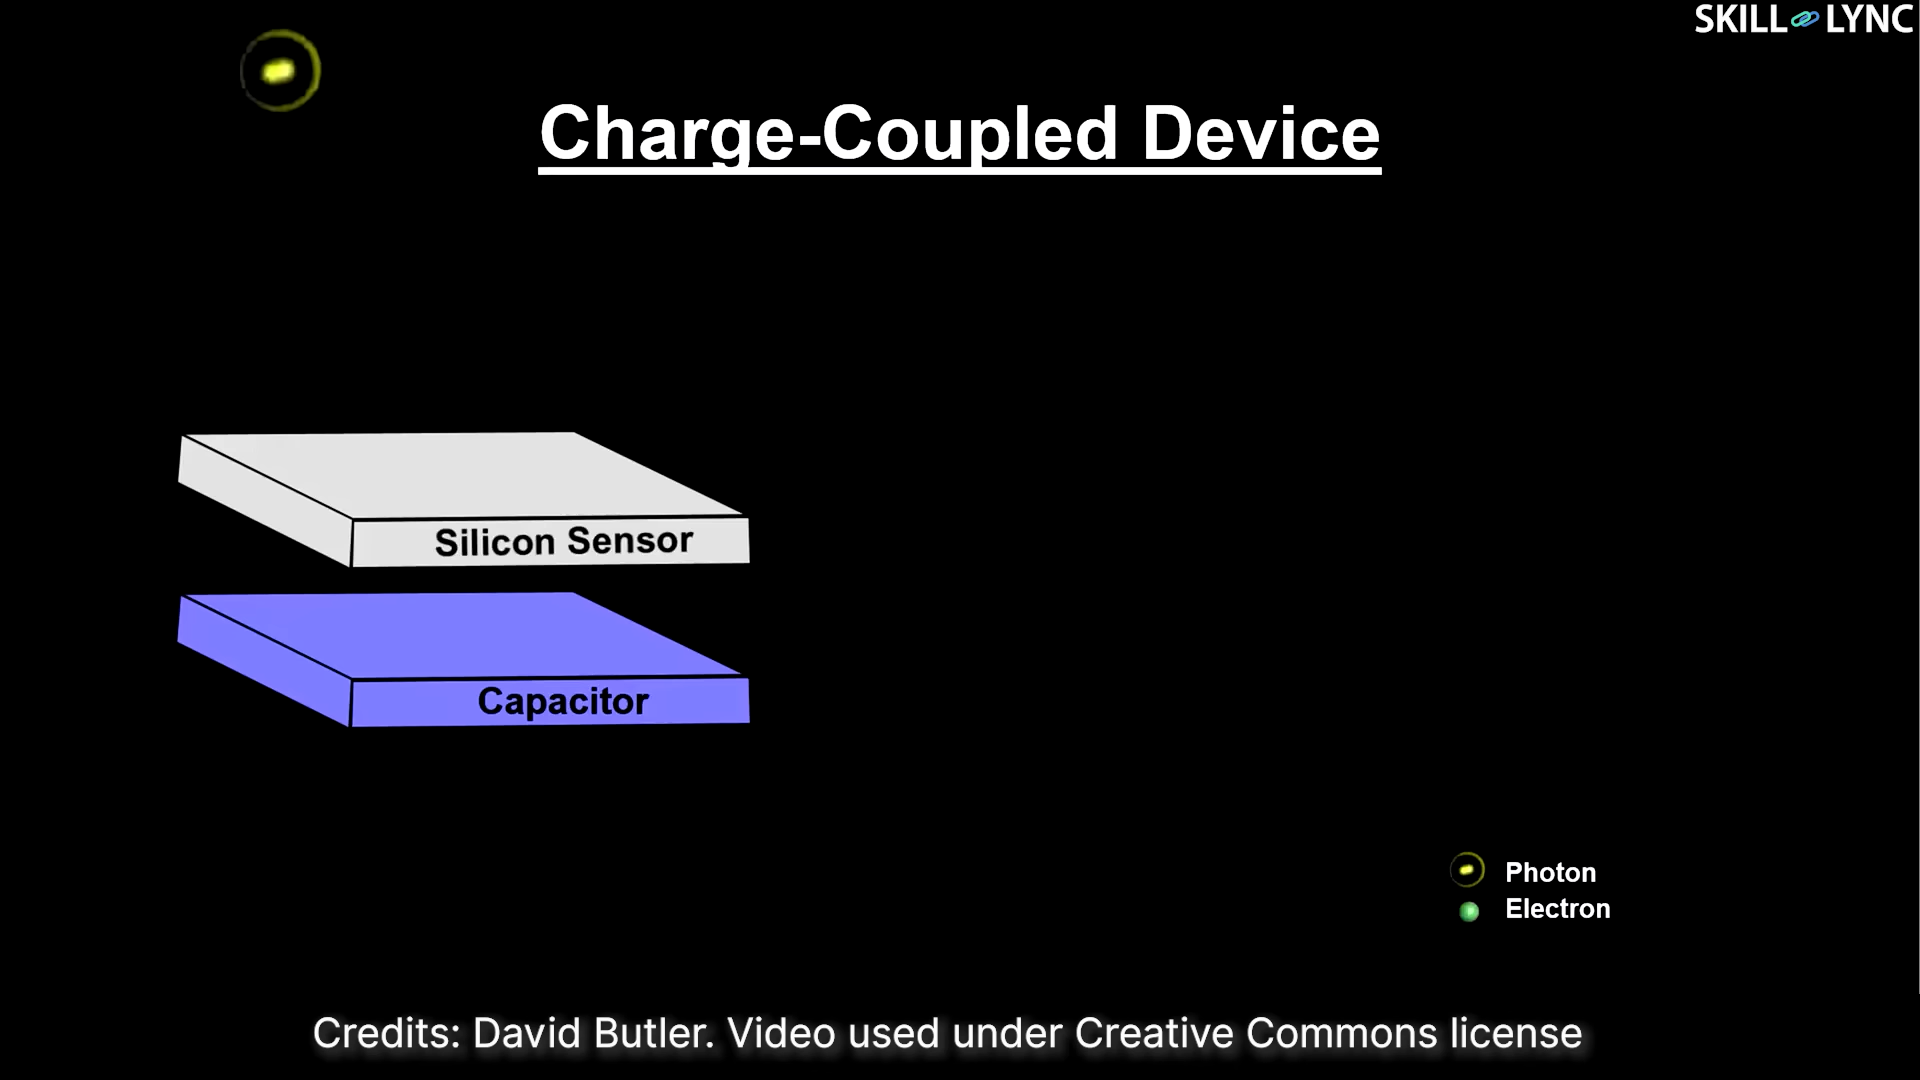 SKILL LYNC
Charge-Coupled Device
Silicon Sensor
Capacitor
Photon
Electron
Credits: David Butler. Video used under Creative Commons license